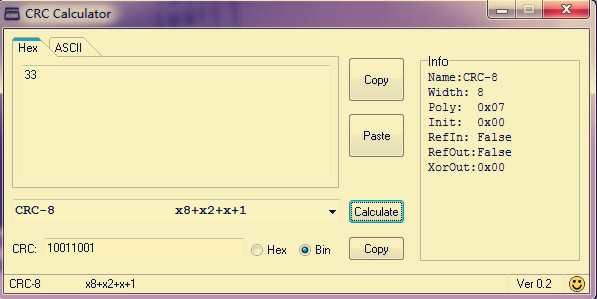 CRC Calculator
Hex ASCII
33
Copy
Paste
Info
Name:CRC-8
Width: 8
Poly: 0x07
Init: 0x00
RefIn: False
RefOut:False
XorOut:0x00
CRC-8 x8+x2+x+1
Calculate
CRC: 10011001 Hex Bin Copy
CRC-8 x8+x2+x+1 Ver 0.2